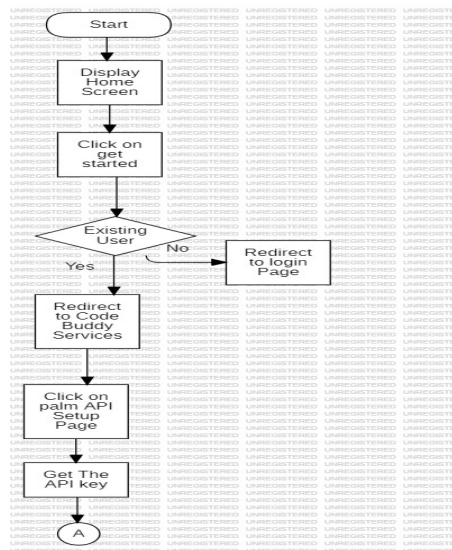 UNREGISTERED
Start
Display
Home
Screen
Click on
get
started
Existing
User
No
Redirect
to login
Page
Yes
Redirect
to Code
Buddy
Services
Click on
palm API
Setup
Page
Get The
API key
A